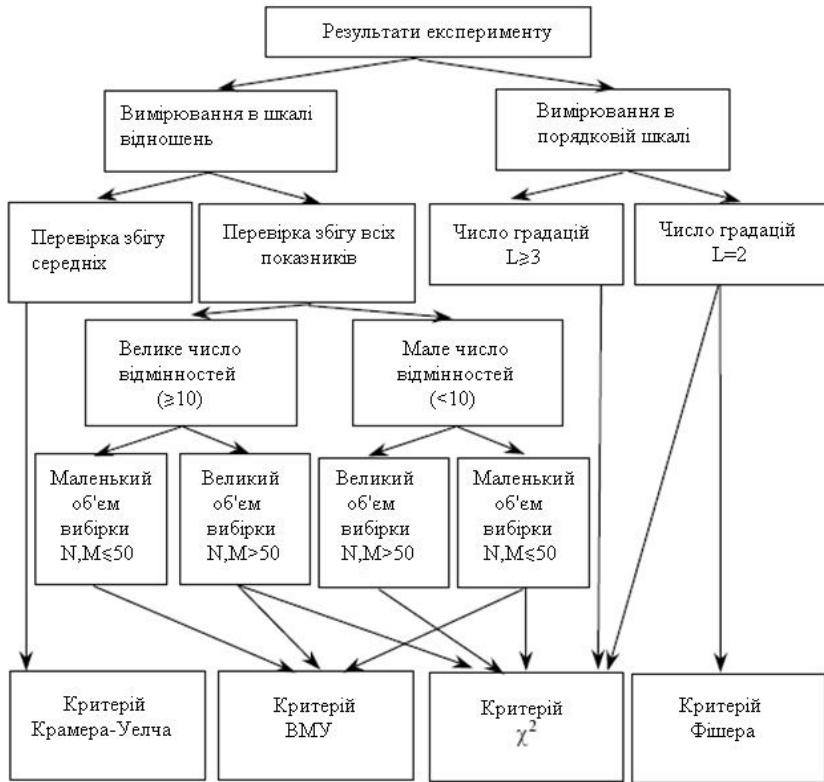 Результати експерименту
Вимірювання в шкалі
відношень
Вимірювання в
порядковій шкалі
Перевірка збігу
середніх
Перевірка збігу всіх
показників
Число градацій
L≥3
Число градацій
L=2
Велике число
відмінностей
(≥10)
Мале число
відмінностей
(<10)
Маленький
об'єм
вибірки
N,M≤50
Великий
об'єм
вибірки
N,M>50
Великий
об'єм
вибірки
N,M>50
Маленький
об'єм
вибірки
N,M≤50
Критерій
Крамера-Уелча
Критерій
ВМУ
Критерій
χ²
Критерій
Фішера